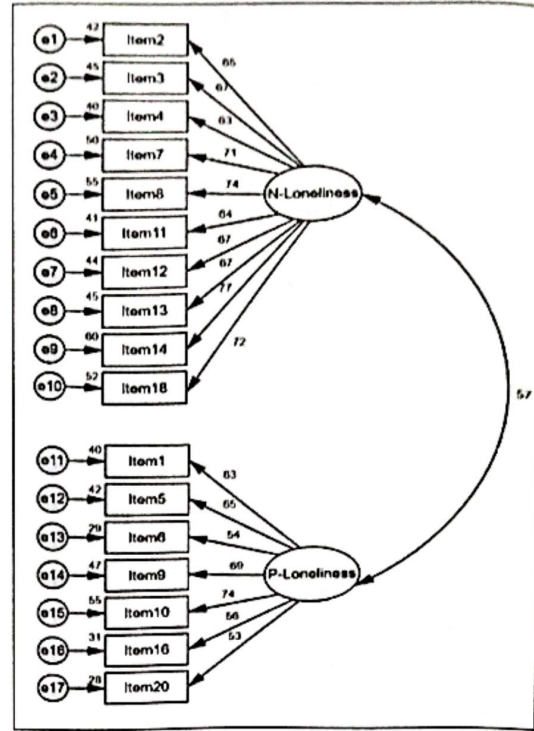 42
e1 Item2
65
45
e2 Item3
67
40
e3 Item4
63
50
e4 Item7
71
55
e5 Item8
74
N-Loneliness
41
e6 Item11
64
44
e7 Item12
67
45
e8 Item13
67
60
e9 Item14
77
52
e10 Item18
72
57
40
e11 Item1
63
42
e12 Item5
65
29
e13 Item6
54
47
e14 Item9
69
P-Loneliness
55
e15 Item10
74
31
e16 Item16
56
28
e17 Item20
53